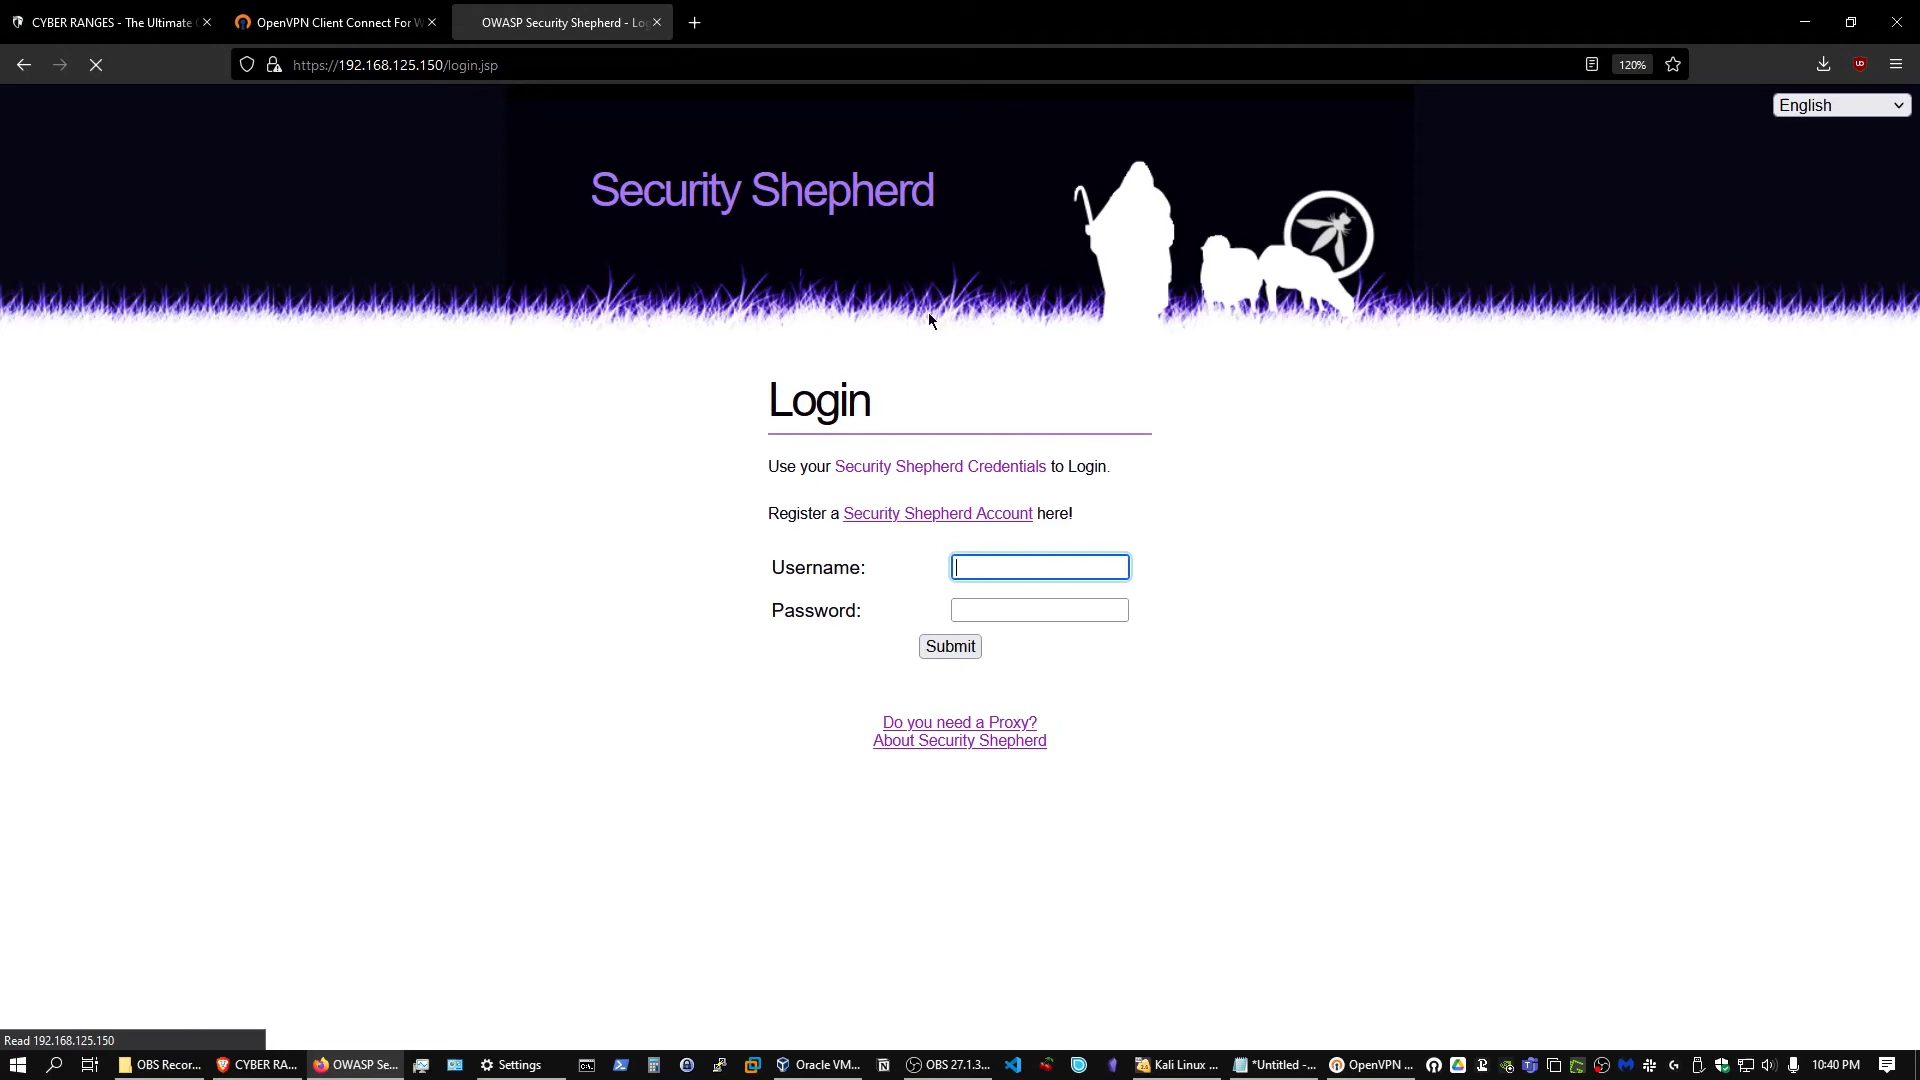 CYBER RANGES - The Ultimate
OpenVPN Client Connect For W
OWASP Security Shepherd - Log
https://192.168.125.150/login.jsp
120%
English
Security Shepherd
Login
Use your Security Shepherd Credentials to Login.
Register a Security Shepherd Account here!
Username:
Password:
Submit
Do you need a Proxy?
About Security Shepherd
Read 192.168.125.150
OBS Recor...
CYBER RA...
OWASP Se...
Settings
Oracle VM...
OBS 27.1.3...
Kali Linux ...
*Untitled -...
OpenVPN ...
10:40 PM